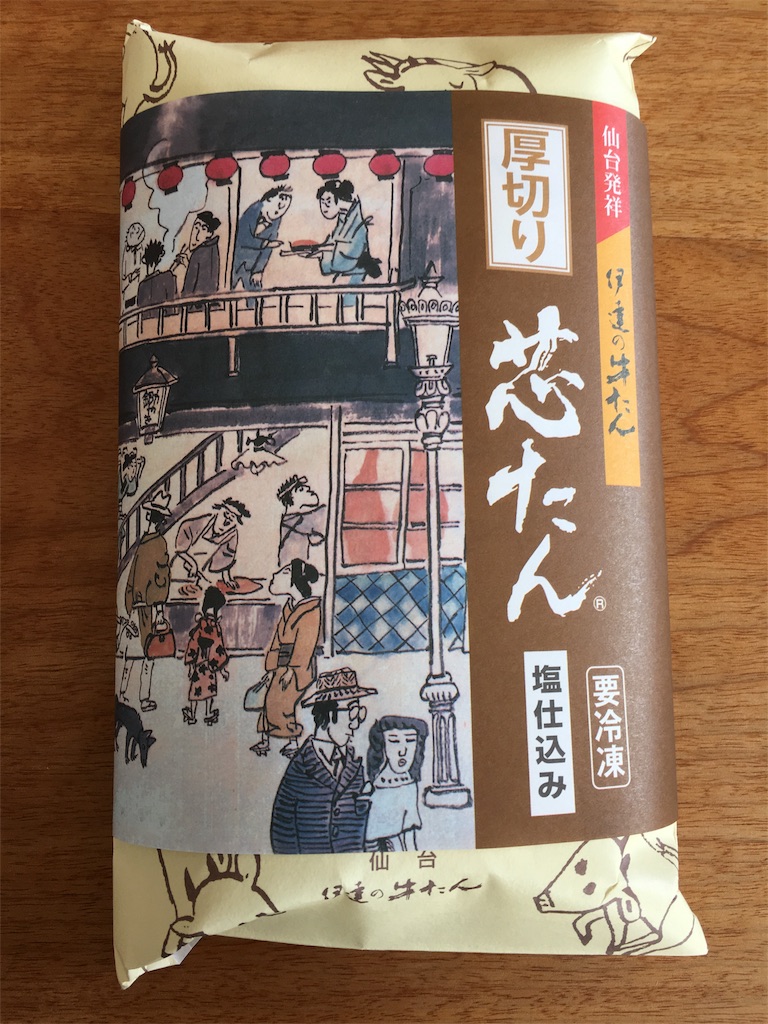 仙台発祥
伊達の牛たん
厚切り
芯たん®
塩仕込み
要冷凍
仙台
伊達の牛たん